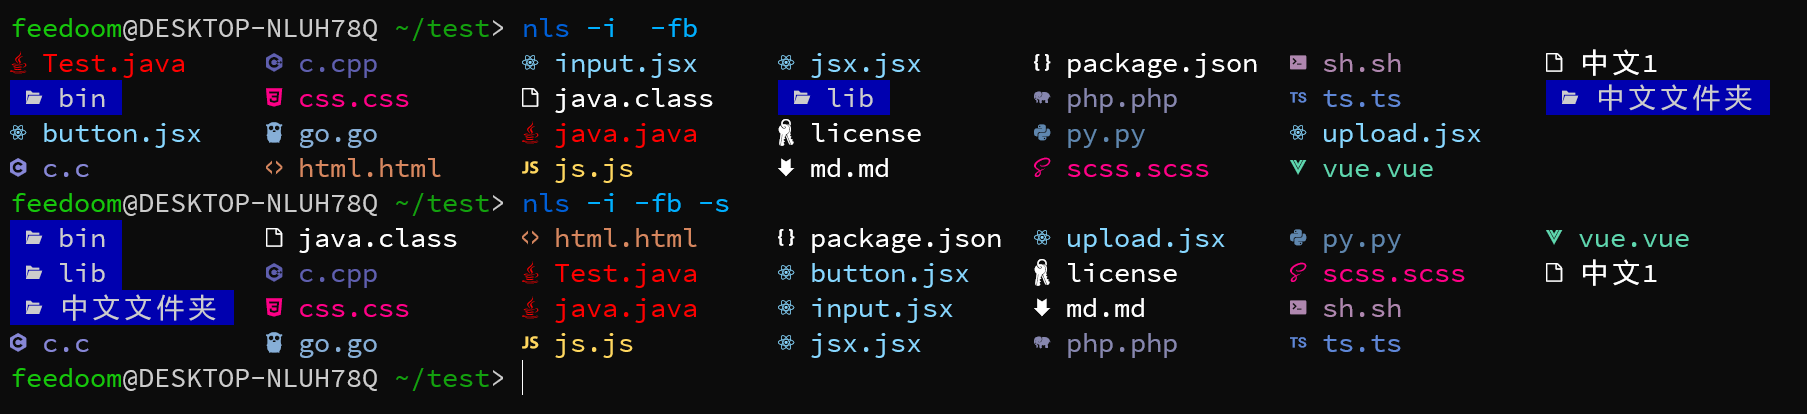 feedoom@DESKTOP-NLUH78Q ~/test> nls -i  -fb
Test.java c.cpp input.jsx jsx.jsx package.json sh.sh 中文1
bin css.css java.class lib php.php ts.ts 中文文件夹
button.jsx go.go java.java license py.py upload.jsx
c.c html.html js.js md.md scss.scss vue.vue
feedoom@DESKTOP-NLUH78Q ~/test> nls -i -fb -s
bin java.class html.html package.json upload.jsx py.py vue.vue
lib c.cpp Test.java button.jsx license scss.scss 中文1
中文文件夹 css.css java.java input.jsx md.md sh.sh
c.c go.go js.js jsx.jsx php.php ts.ts
feedoom@DESKTOP-NLUH78Q ~/test>